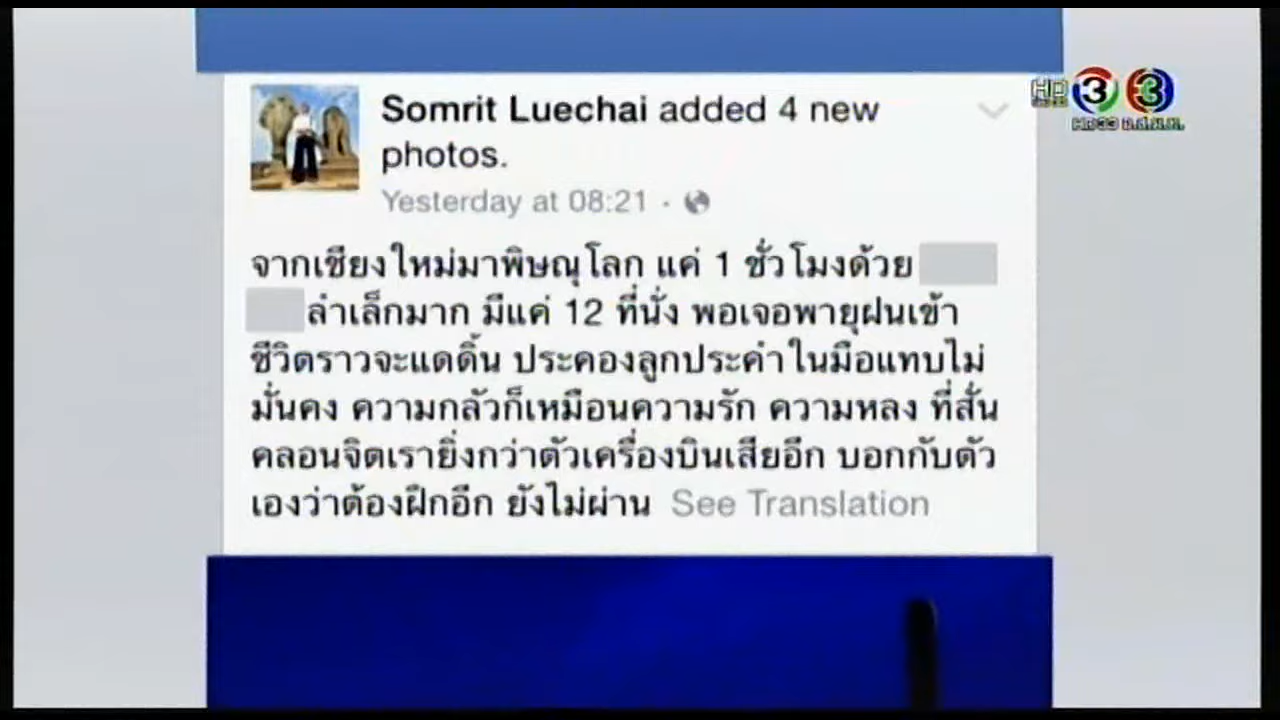 HD
3 3
HD33 อ.ส.ม.ท.
Somrit Luechai added 4 new
photos.
Yesterday at 08:21 ·
จากเชียงใหม่มาพิษณุโลก แค่ 1 ชั่วโมงด้วย
ลำเล็กมาก มีแค่ 12 ที่นั่ง พอเจอพายุฝนเข้า
ชีวิตราวจะแดดิ้น ประคองลูกประคำในมือแทบไม่
มั่นคง ความกลัวก็เหมือนความรัก ความหลง ที่สั่น
คลอนจิตเรายิ่งกว่าตัวเครื่องบินเสียอีก บอกกับตัว
เองว่าต้องฝึกอีก ยังไม่ผ่าน See Translation